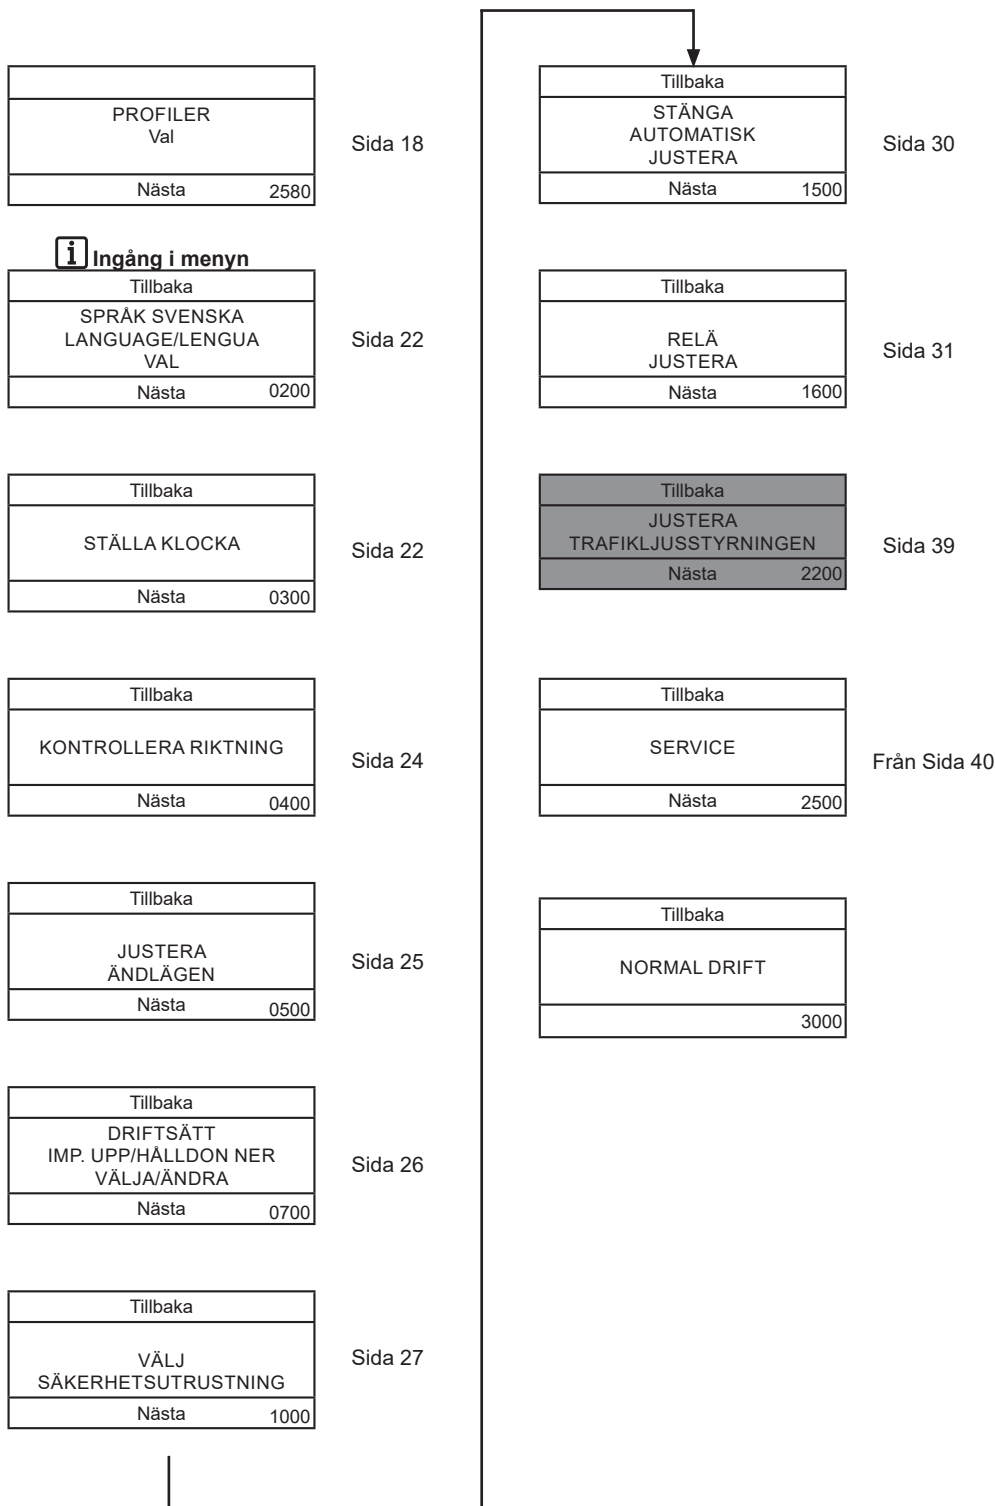 PROFILER
Val
Nästa 2580
Sida 18
i Ingång i menyn
Tillbaka
SPRÅK SVENSKA
LANGUAGE/LENGUA
VAL
Nästa 0200
Sida 22
Tillbaka
STÄLLA KLOCKA
Nästa 0300
Sida 22
Tillbaka
KONTROLLERA RIKTNING
Nästa 0400
Sida 24
Tillbaka
JUSTERA
ÄNDLÄGEN
Nästa 0500
Sida 25
Tillbaka
DRIFTSÄTT
IMP. UPP/HÅLLDON NER
VÄLJA/ÄNDRA
Nästa 0700
Sida 26
Tillbaka
VÄLJ
SÄKERHETSUTRUSTNING
Nästa 1000
Sida 27
Tillbaka
STÄNGA
AUTOMATISK
JUSTERA
Nästa 1500
Sida 30
Tillbaka
RELÄ
JUSTERA
Nästa 1600
Sida 31
Tillbaka
JUSTERA
TRAFIKLJUSSTYRNINGEN
Nästa 2200
Sida 39
Tillbaka
SERVICE
Nästa 2500
Från Sida 40
Tillbaka
NORMAL DRIFT
3000